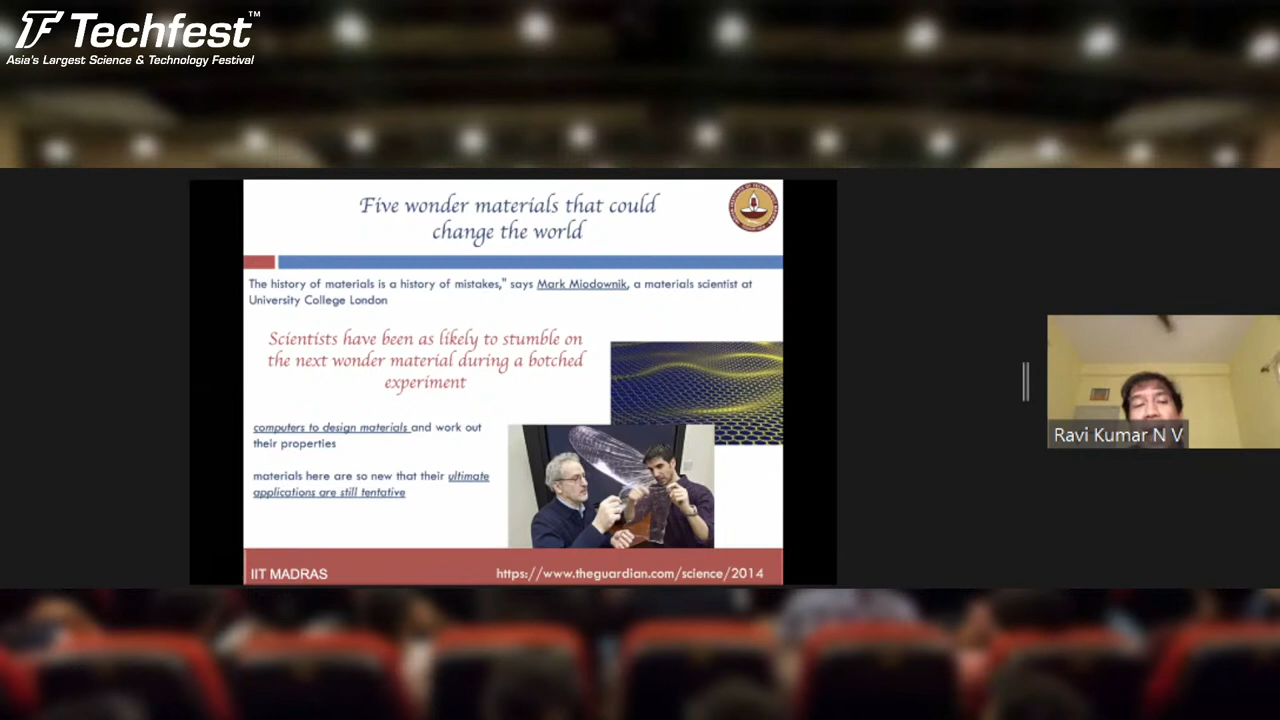 Techfest™
Asia's Largest Science & Technology Festival
Five wonder materials that could
change the world
The history of materials is a history of mistakes," says Mark Miodownik, a materials scientist at
University College London
Scientists have been as likely to stumble on
the next wonder material during a botched
experiment
computers to design materials and work out
their properties
materials here are so new that their ultimate
applications are still tentative
IIT MADRAS
https://www.theguardian.com/science/2014
Ravi Kumar N V